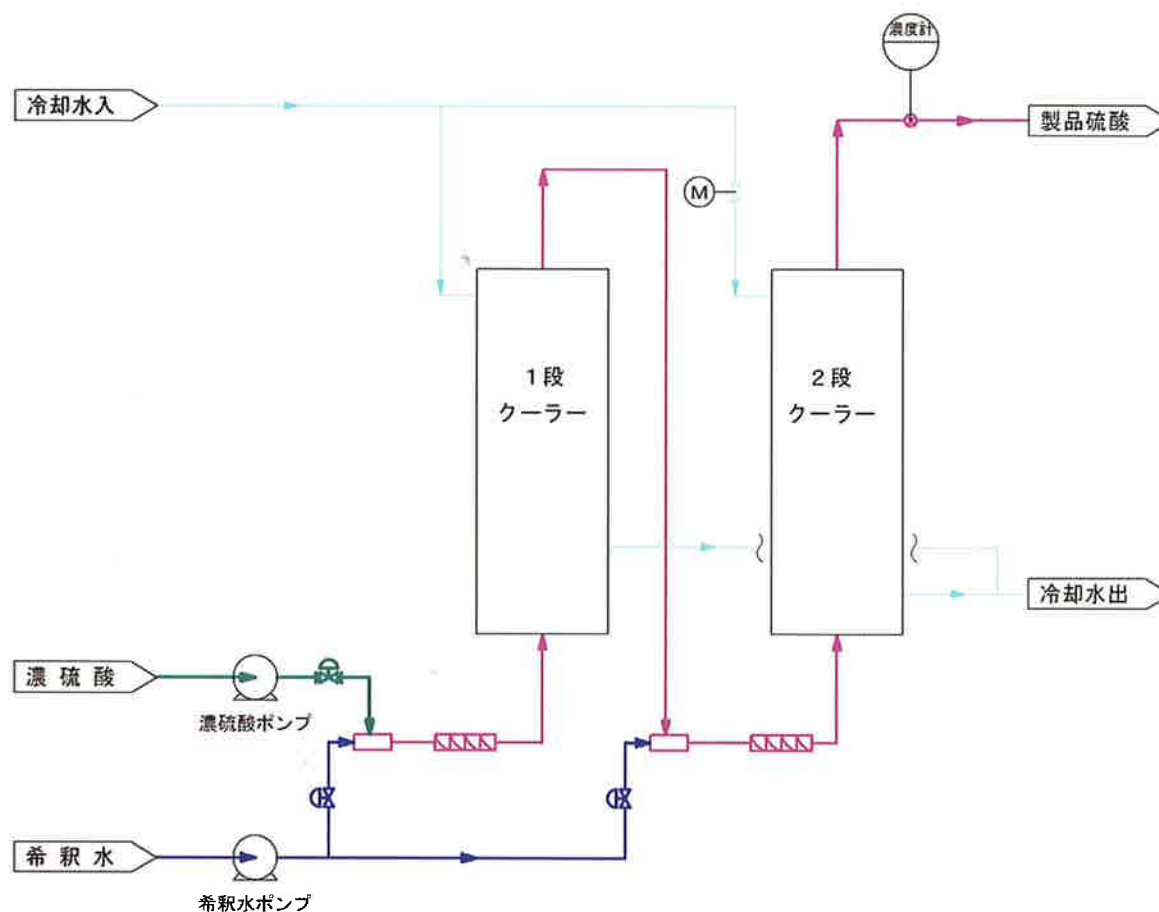 濃度計
冷却水入
製品硫酸
M
1段
クーラー
2段
クーラー
冷却水出
濃硫酸
濃硫酸ポンプ
希釈水
希釈水ポンプ